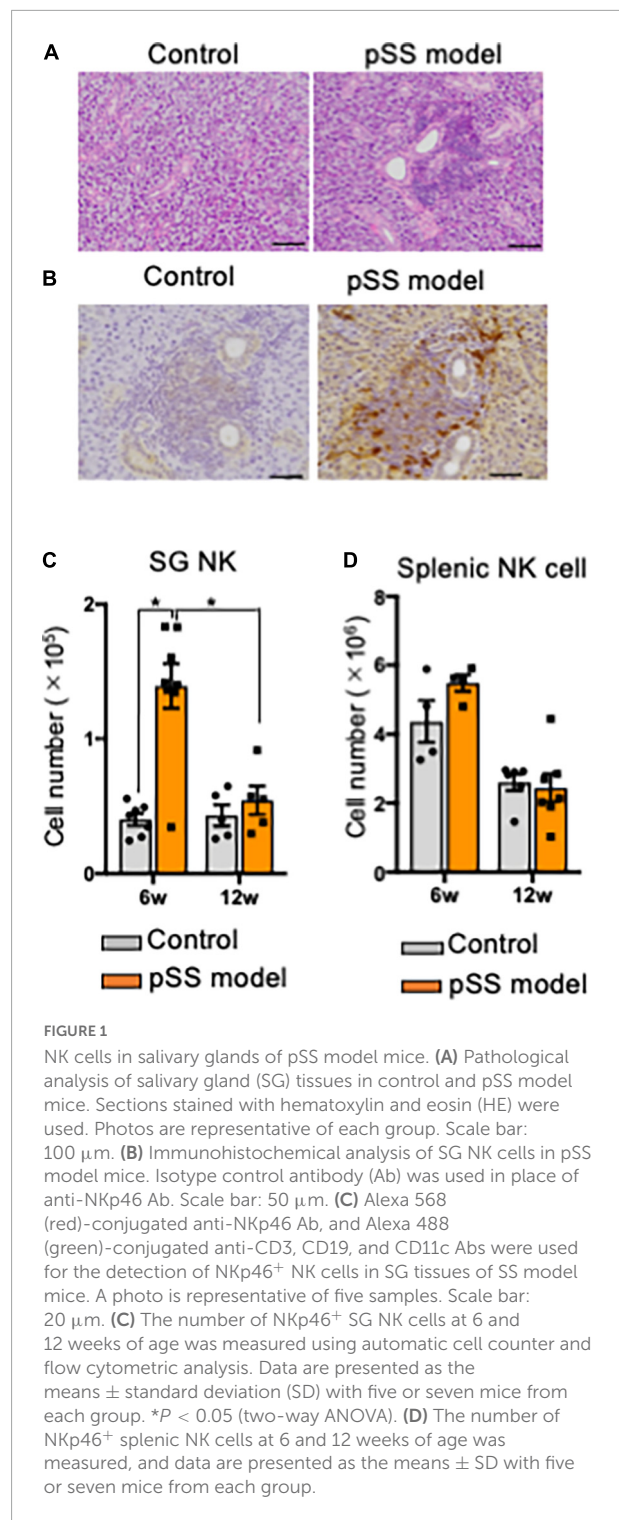 A
Control
pSS model
B
Control
pSS model
C
SG NK
Cell number ( × 10⁵)
2
1
0
*
*
6w
12w
Control
pSS model
D
Splenic NK cell
Cell number ( × 10⁶)
8
6
4
2
0
6w
12w
Control
pSS model
FIGURE 1
NK cells in salivary glands of pSS model mice. (A) Pathological
analysis of salivary gland (SG) tissues in control and pSS model
mice. Sections stained with hematoxylin and eosin (HE) were
used. Photos are representative of each group. Scale bar:
100 μm. (B) Immunohistochemical analysis of SG NK cells in pSS
model mice. Isotype control antibody (Ab) was used in place of
anti-NKp46 Ab. Scale bar: 50 μm. (C) Alexa 568
(red)-conjugated anti-NKp46 Ab, and Alexa 488
(green)-conjugated anti-CD3, CD19, and CD11c Abs were used
for the detection of NKp46⁺ NK cells in SG tissues of SS model
mice. A photo is representative of five samples. Scale bar:
20 μm. (C) The number of NKp46⁺ SG NK cells at 6 and
12 weeks of age was measured using automatic cell counter and
flow cytometric analysis. Data are presented as the
means ± standard deviation (SD) with five or seven mice from
each group. *P < 0.05 (two-way ANOVA). (D) The number of
NKp46⁺ splenic NK cells at 6 and 12 weeks of age was
measured, and data are presented as the means ± SD with five
or seven mice from each group.